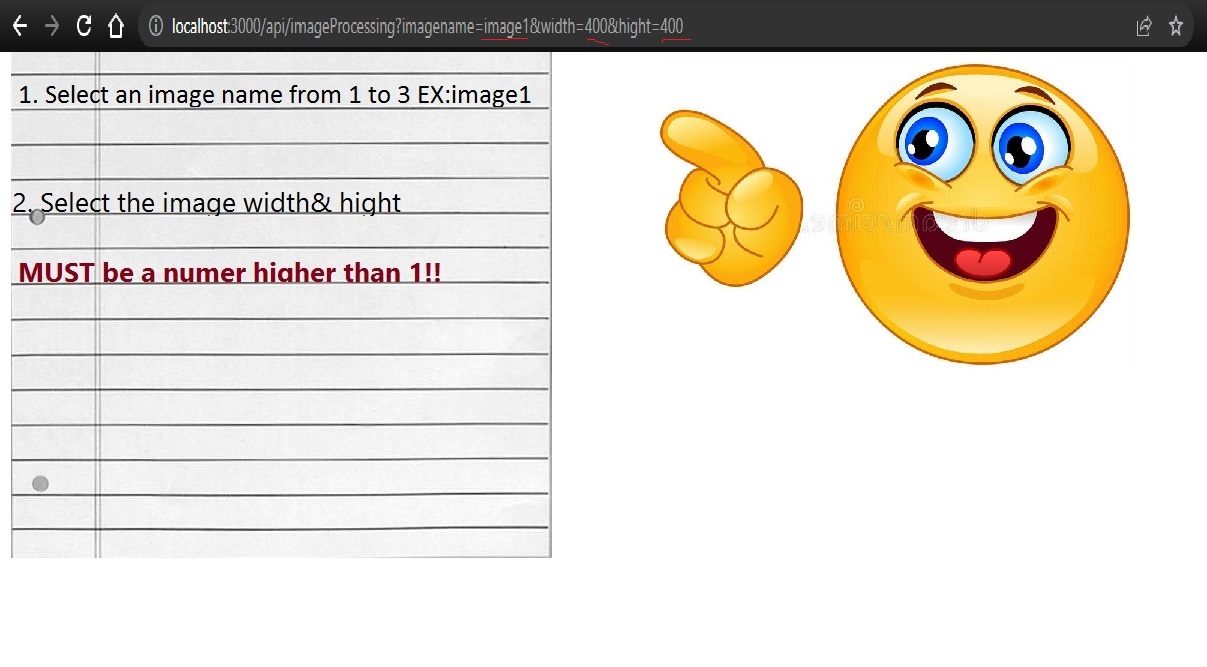 localhost:3000/api/imageProcessing?imagename=image1&width=400&hight=400
1. Select an image name from 1 to 3 EX:image1
2. Select the image width& hight
MUST be a numer higher than 1!!